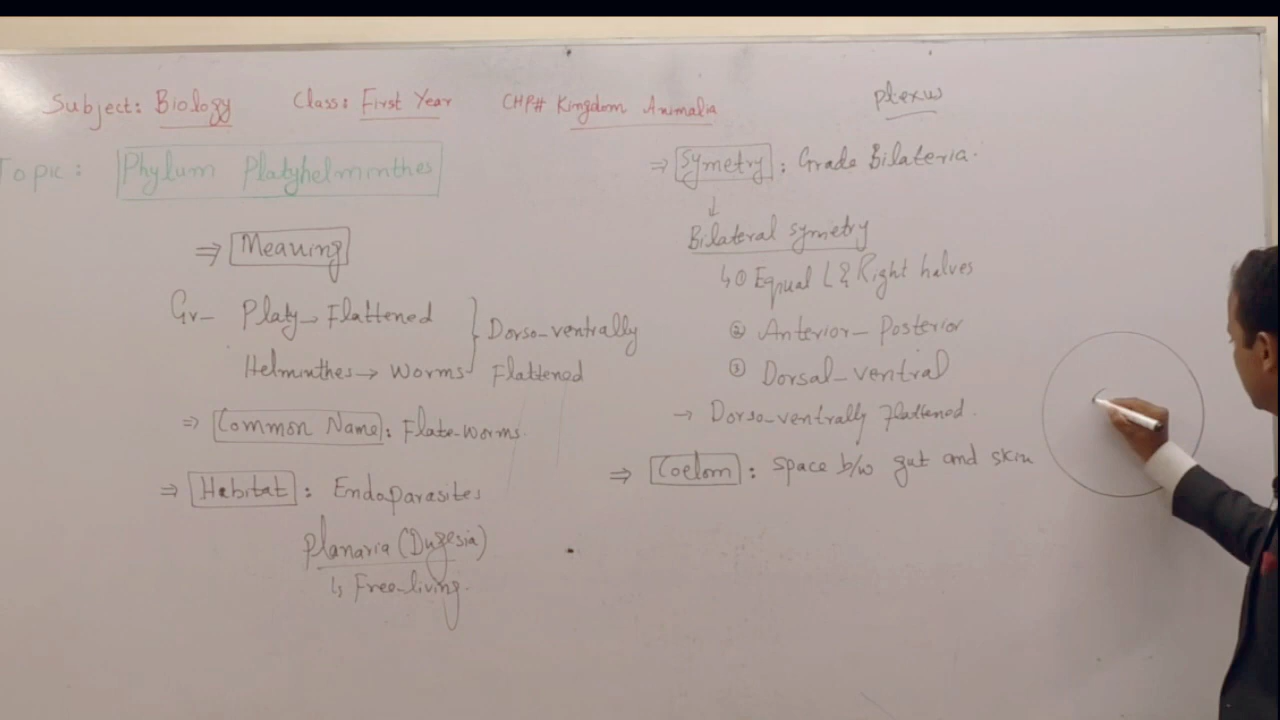 Subject: Biology Class: First Year CHP# Kingdom Animalia
Topic: Phylum Platyhelminthes
⇒ Meaning
Gr- Platy → Flattened
Helminthes → Worms
Dorso-ventrally
Flattened
⇒ Common Name: Flate-worms.
⇒ Habitat: Endoparasites
Planaria (Dugesia)
↳ Free-living.
⇒ Symetry: Grade Bilateria.
↓
Bilateral symetry
↳ ① Equal L & Right halves
② Anterior - Posterior
③ Dorsal - ventral
→ Dorso-ventrally Flattened.
⇒ Coelom: space b/w gut and skin